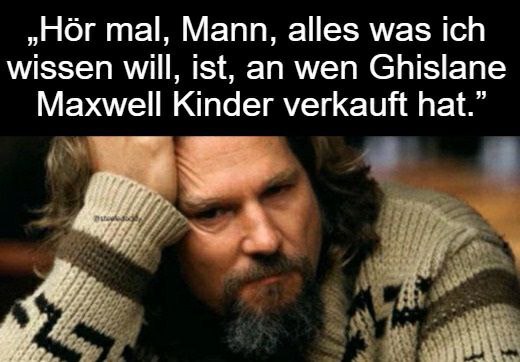 „Hör mal, Mann, alles was ich
wissen will, ist, an wen Ghislane
Maxwell Kinder verkauft hat.”